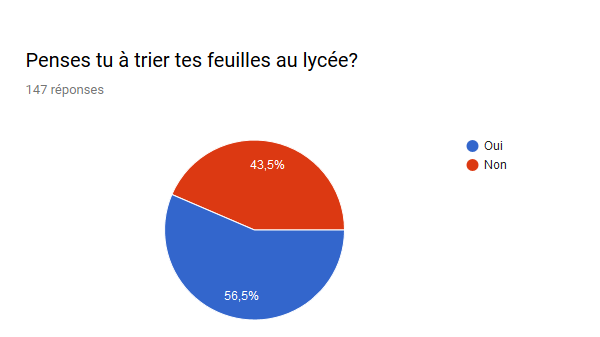 Penses tu à trier tes feuilles au lycée?
147 réponses
Oui
Non
43,5%
56,5%